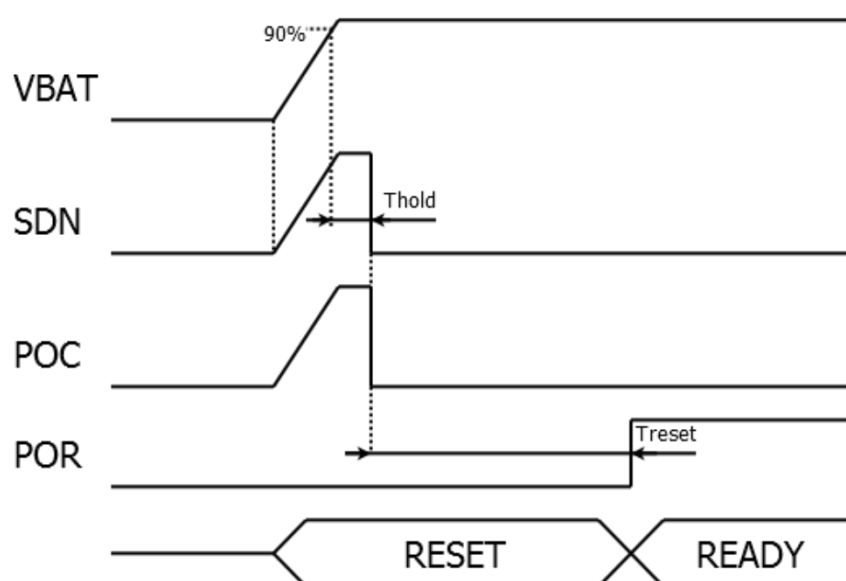 90%
VBAT
Thold
SDN
POC
Treset
POR
RESET READY